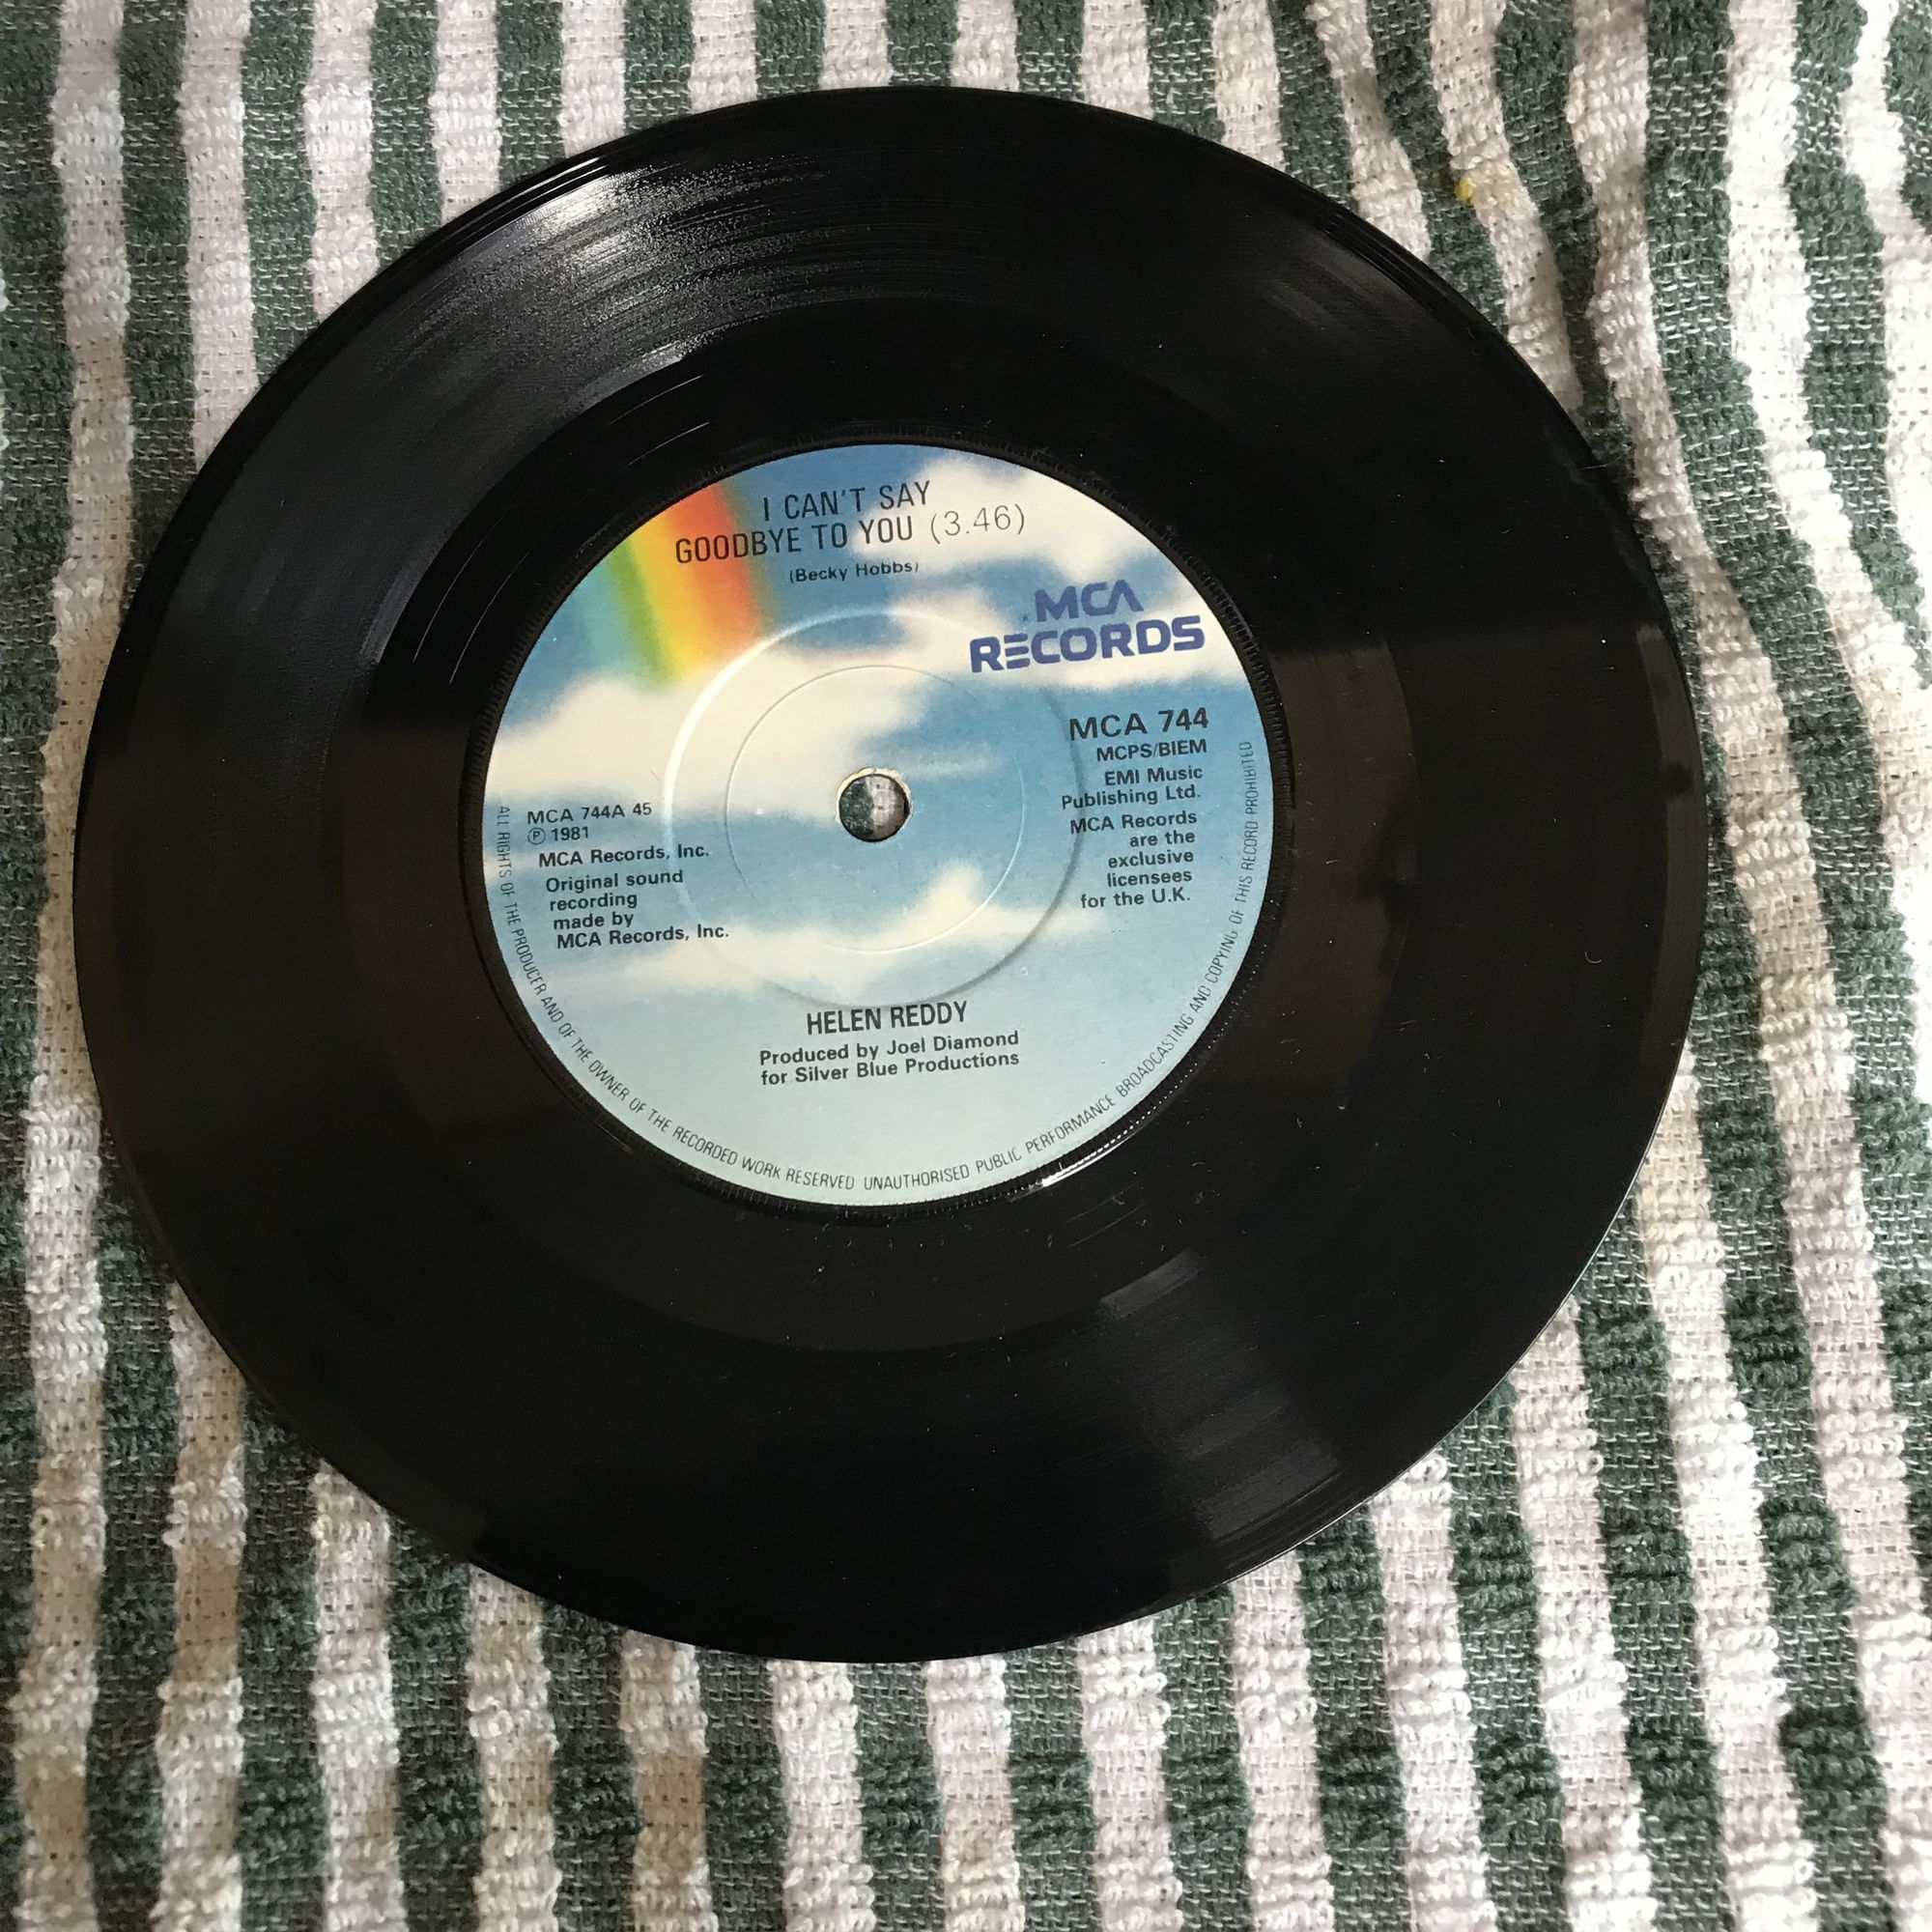 I CAN'T SAY
GOODBYE TO YOU (3.46)
(Becky Hobbs)
MCA
RECORDS
MCA 744
MCPS/BIEM
EMI Music
Publishing Ltd.
MCA Records
are the
exclusive
licensees
for the U.K.
MCA 744A 45
Ⓟ 1981
MCA Records, Inc.
Original sound
recording
made by
MCA Records, Inc.
HELEN REDDY
Produced by Joel Diamond
for Silver Blue Productions
ALL RIGHTS OF THE PRODUCER AND OF THE OWNER OF THE RECORDED WORK RESERVED UNAUTHORISED PUBLIC PERFORMANCE BROADCASTING AND COPYING OF THIS RECORD PROHIBITED